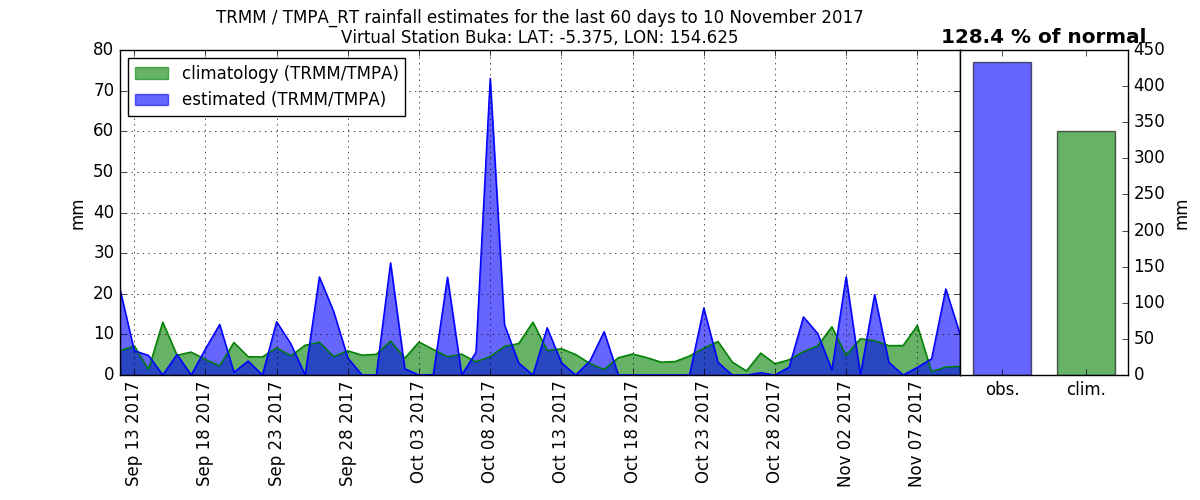 TRMM / TMPA_RT rainfall estimates for the last 60 days to 10 November 2017
Virtual Station Buka: LAT: -5.375, LON: 154.625
128.4 % of normal
climatology (TRMM/TMPA)
estimated (TRMM/TMPA)
80
70
60
50
40
30
20
10
0
mm
Sep 13 2017
Sep 18 2017
Sep 23 2017
Sep 28 2017
Oct 03 2017
Oct 08 2017
Oct 13 2017
Oct 18 2017
Oct 23 2017
Oct 28 2017
Nov 02 2017
Nov 07 2017
450
400
350
300
250
200
150
100
50
0
mm
obs.
clim.